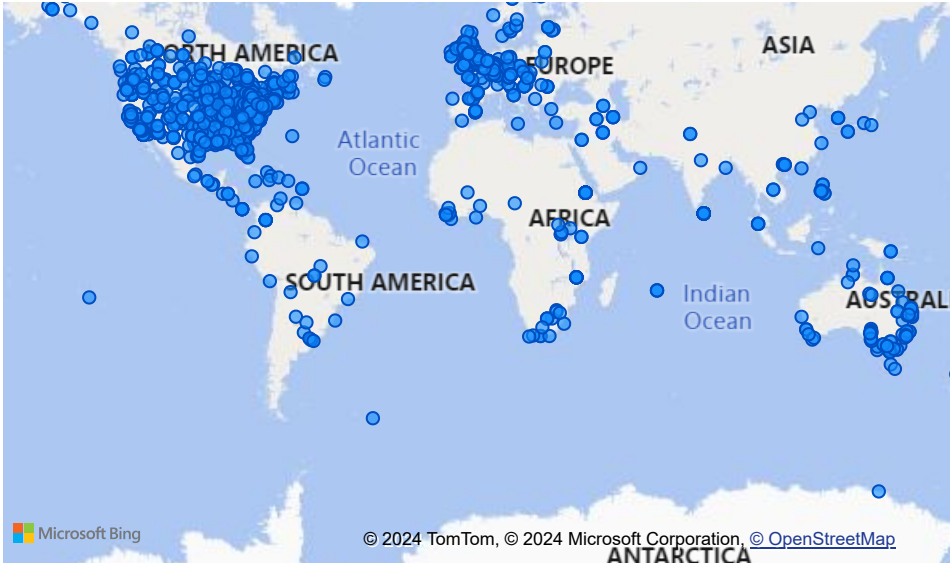 ORTH AMERICA
ASIA
EUROPE
Atlantic
Ocean
AFRICA
SOUTH AMERICA
Indian
Ocean
AUSTRAL
Microsoft Bing
© 2024 TomTom, © 2024 Microsoft Corporation, © OpenStreetMap
ANTARCTICA